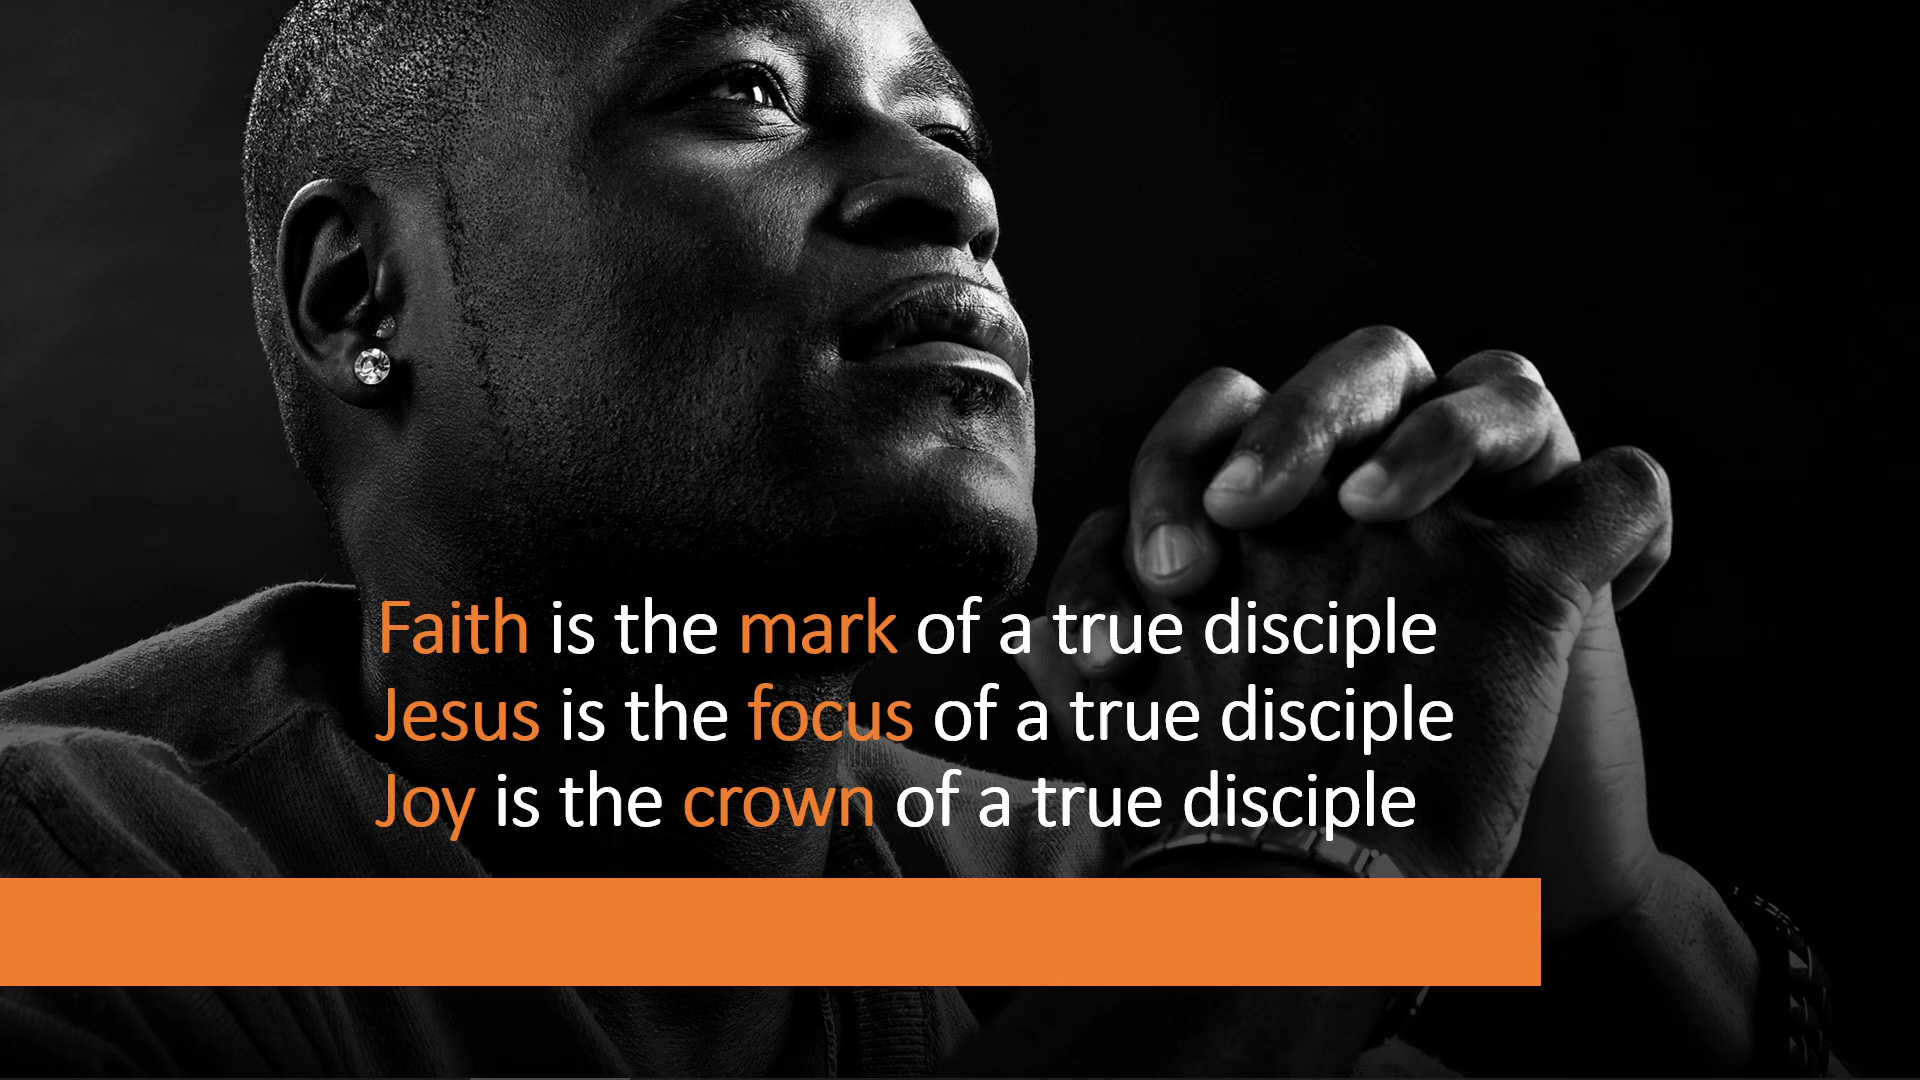 Faith is the mark of a true disciple
Jesus is the focus of a true disciple
Joy is the crown of a true disciple